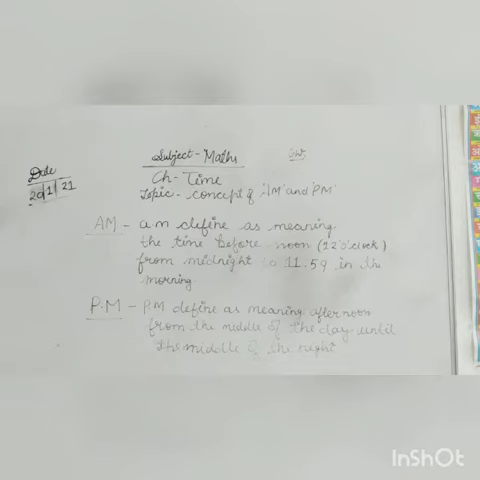 Subject - Maths
Date
20/1/21
Ch - Time
Topic - concept of 'AM' and 'PM'
AM - a m define as meaning
the time before noon (12'o'clock)
from midnight to 11.59 in the
morning
P.M - P.M define as meaning afternoon
from the middle of the day until
the middle of the night
InShOt